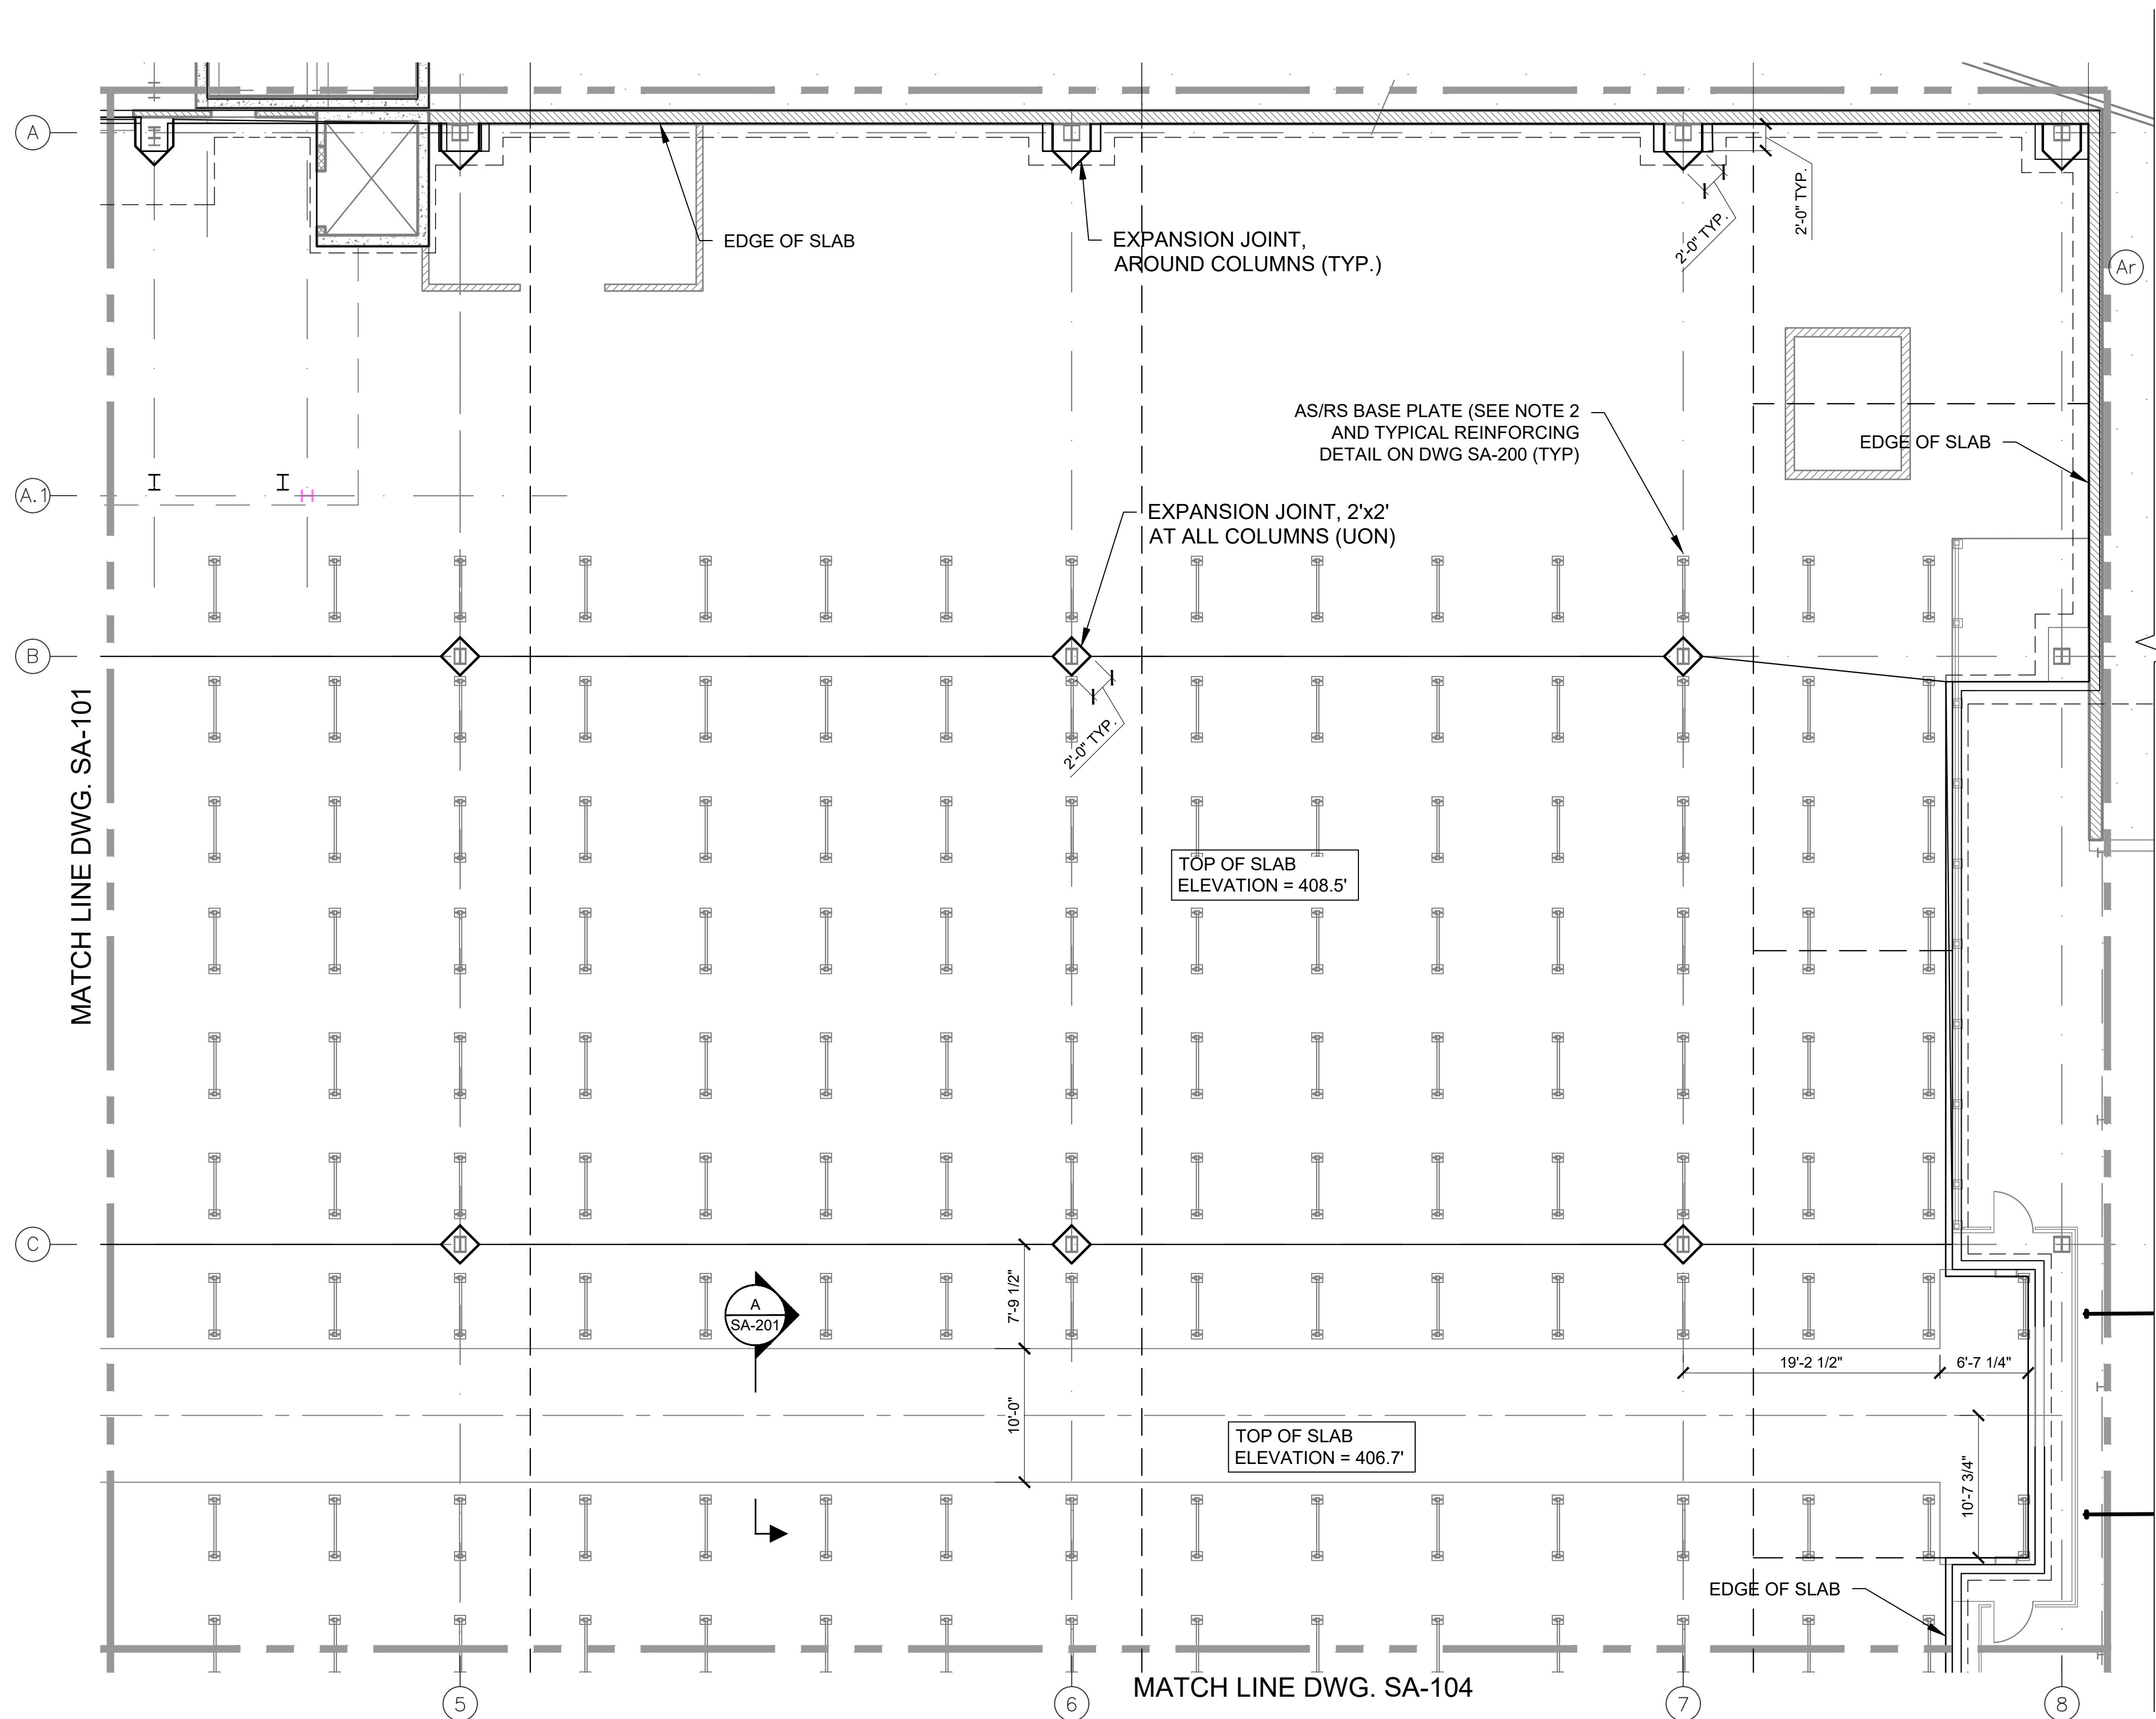 A
EDGE OF SLAB
EXPANSION JOINT,
AROUND COLUMNS (TYP.)
2'-0" TYP.
2'-0" TYP.
Ar
AS/RS BASE PLATE (SEE NOTE 2
AND TYPICAL REINFORCING
DETAIL ON DWG SA-200 (TYP)
EDGE OF SLAB
A.1
EXPANSION JOINT, 2'x2'
AT ALL COLUMNS (UON)
B
2'-0" TYP.
MATCH LINE DWG. SA-101
TOP OF SLAB
ELEVATION = 408.5'
C
7'-9 1/2"
A
SA-201
19'-2 1/2"
6'-7 1/4"
10'-0"
TOP OF SLAB
ELEVATION = 406.7'
10'-7 3/4"
EDGE OF SLAB
MATCH LINE DWG. SA-104
5
6
7
8